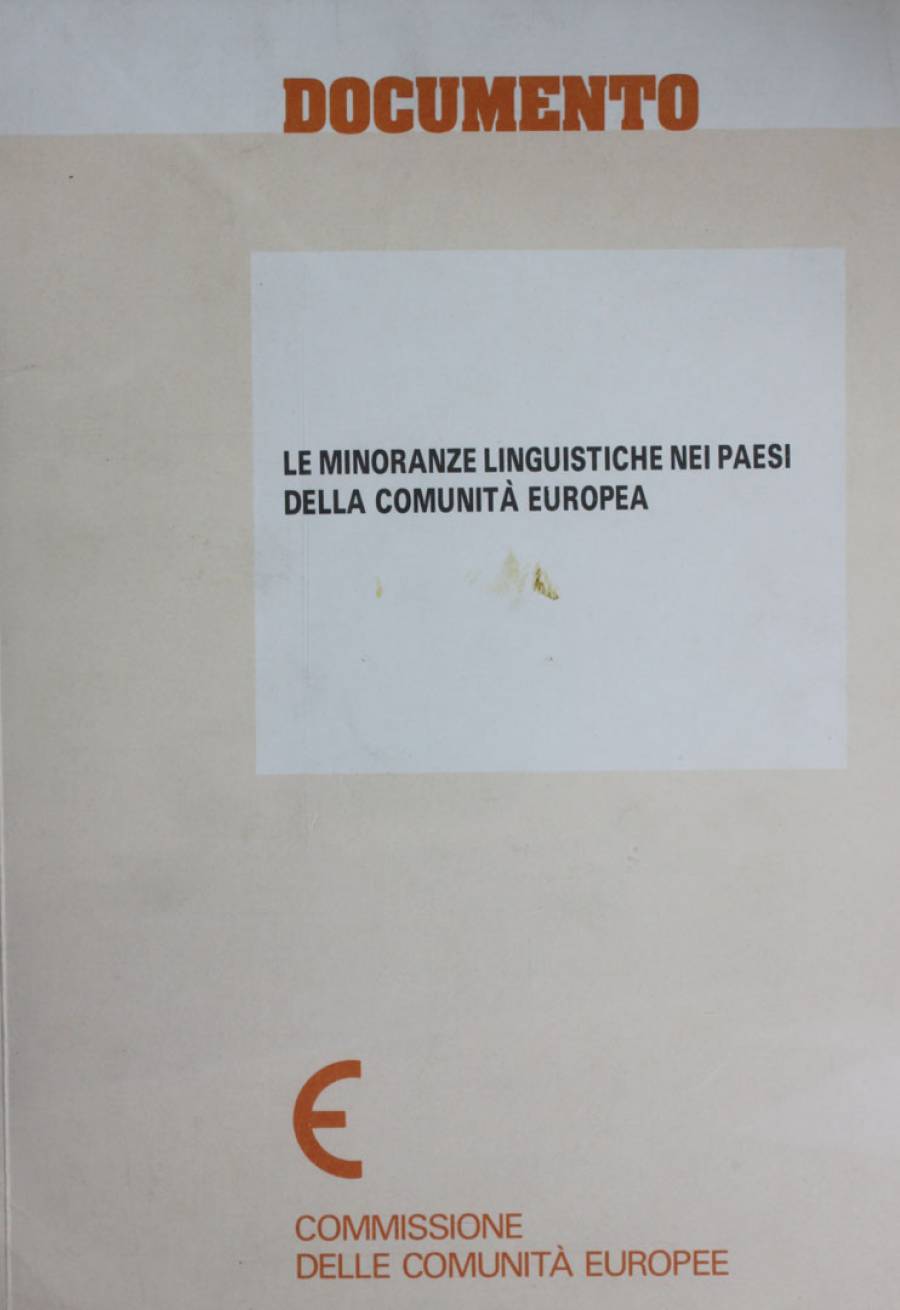 DOCUMENTO
LE MINORANZE LINGUISTICHE NEI PAESI
DELLA COMUNITÀ EUROPEA
COMMISSIONE
DELLE COMUNITÀ EUROPEE